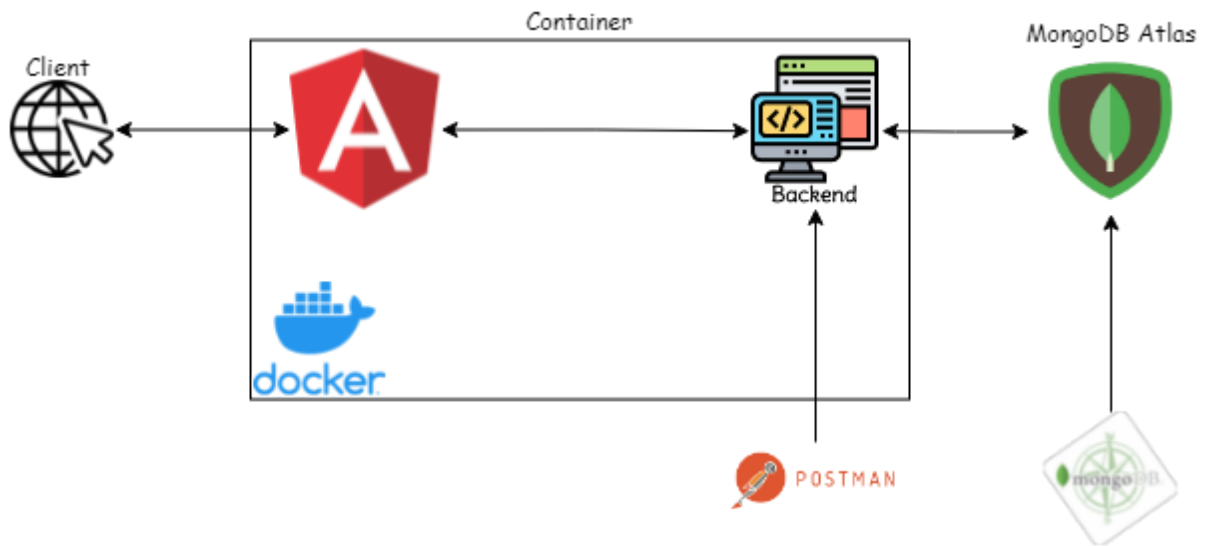 Container
MongoDB Atlas
Client
</>
Backend
docker
POSTMAN
mongoDB.